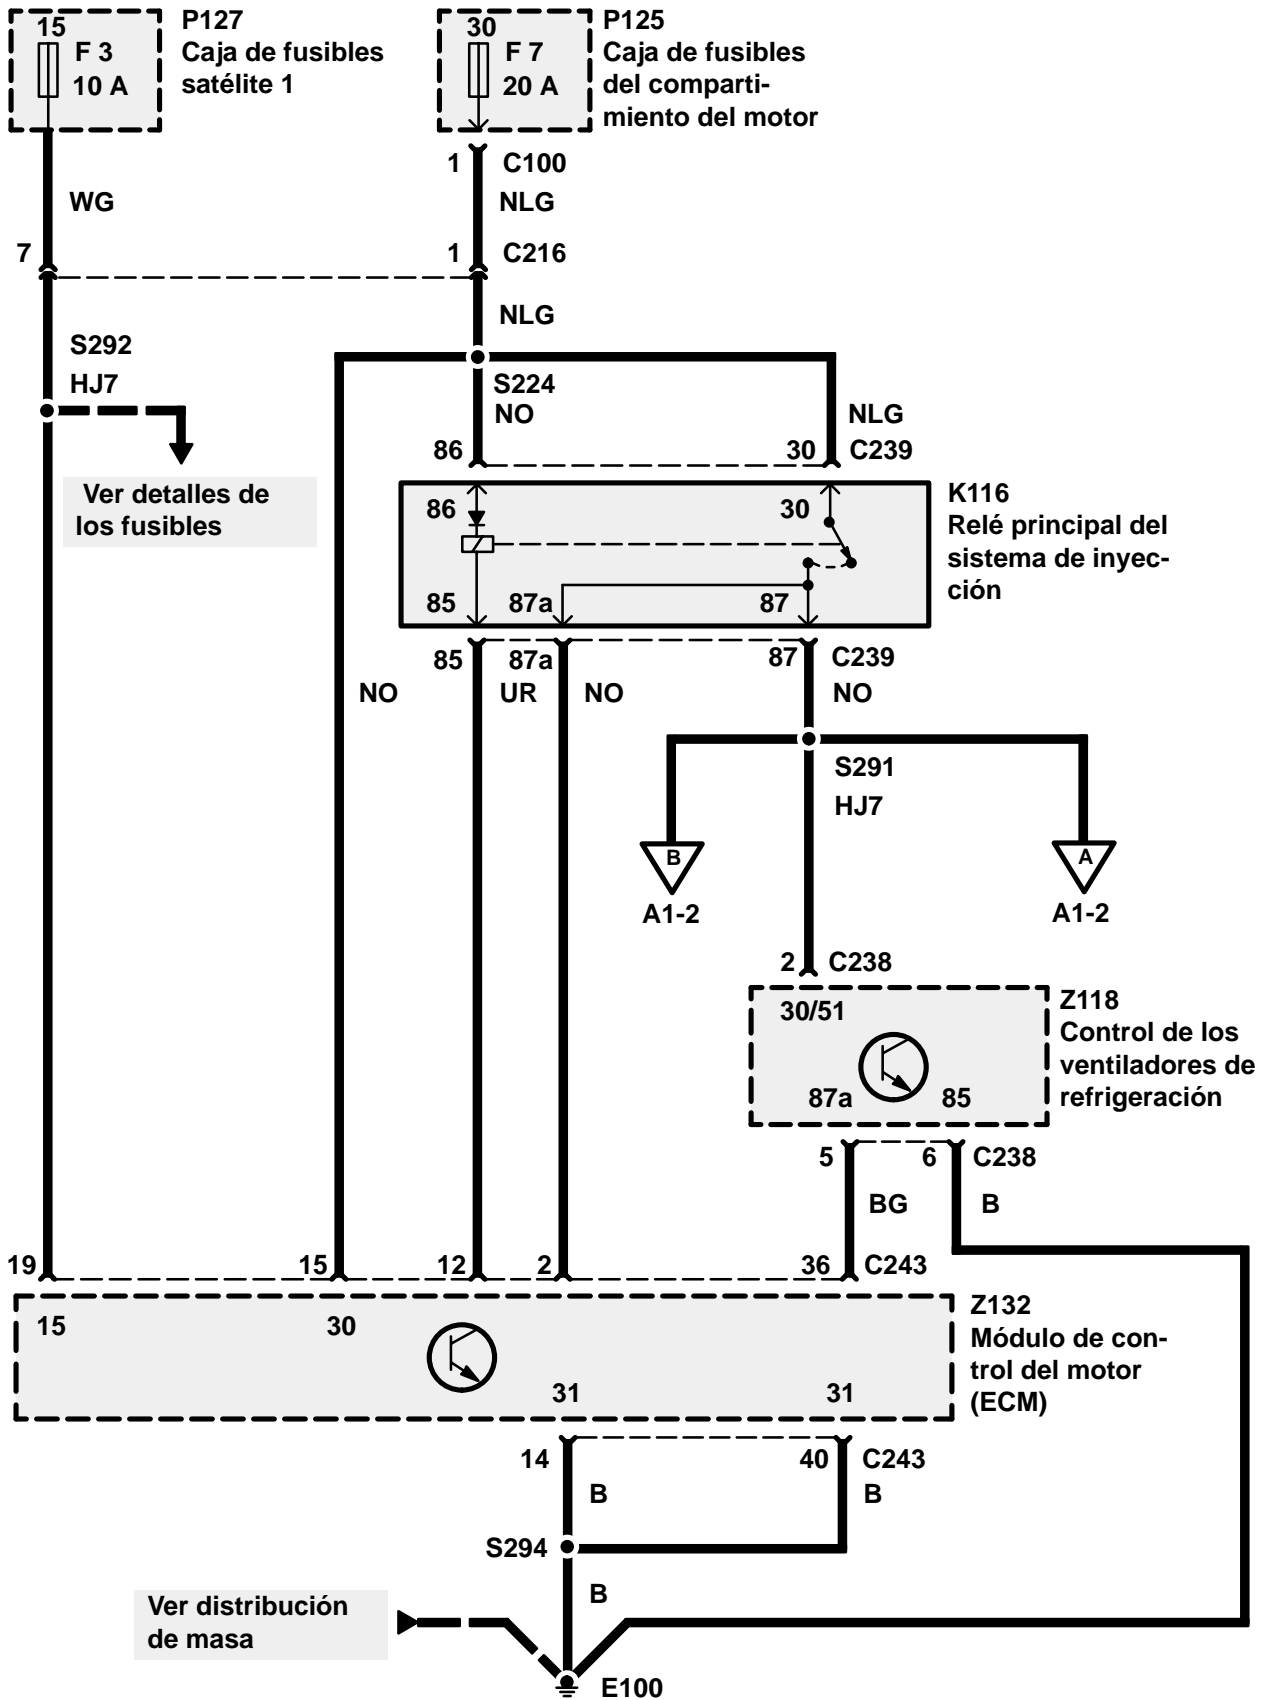 15
F 3
10 A
P127
Caja de fusibles
satélite 1
30
F 7
20 A
P125
Caja de fusibles
del comparti-
miento del motor
1 C100
WG
NLG
7
1 C216
NLG
S292
HJ7
S224
NO
NLG
86
30 C239
Ver detalles de
los fusibles
86
30
85
87a
87
K116
Relé principal del
sistema de inyec-
ción
85
87a
87 C239
NO
UR
NO
NO
S291
HJ7
B
A1-2
A
A1-2
2 C238
30/51
87a
85
Z118
Control de los
ventiladores de
refrigeración
5
6 C238
BG
B
19
15
12
2
36 C243
15
30
31
31
Z132
Módulo de con-
trol del motor
(ECM)
14
40 C243
B
B
S294
B
Ver distribución
de masa
E100